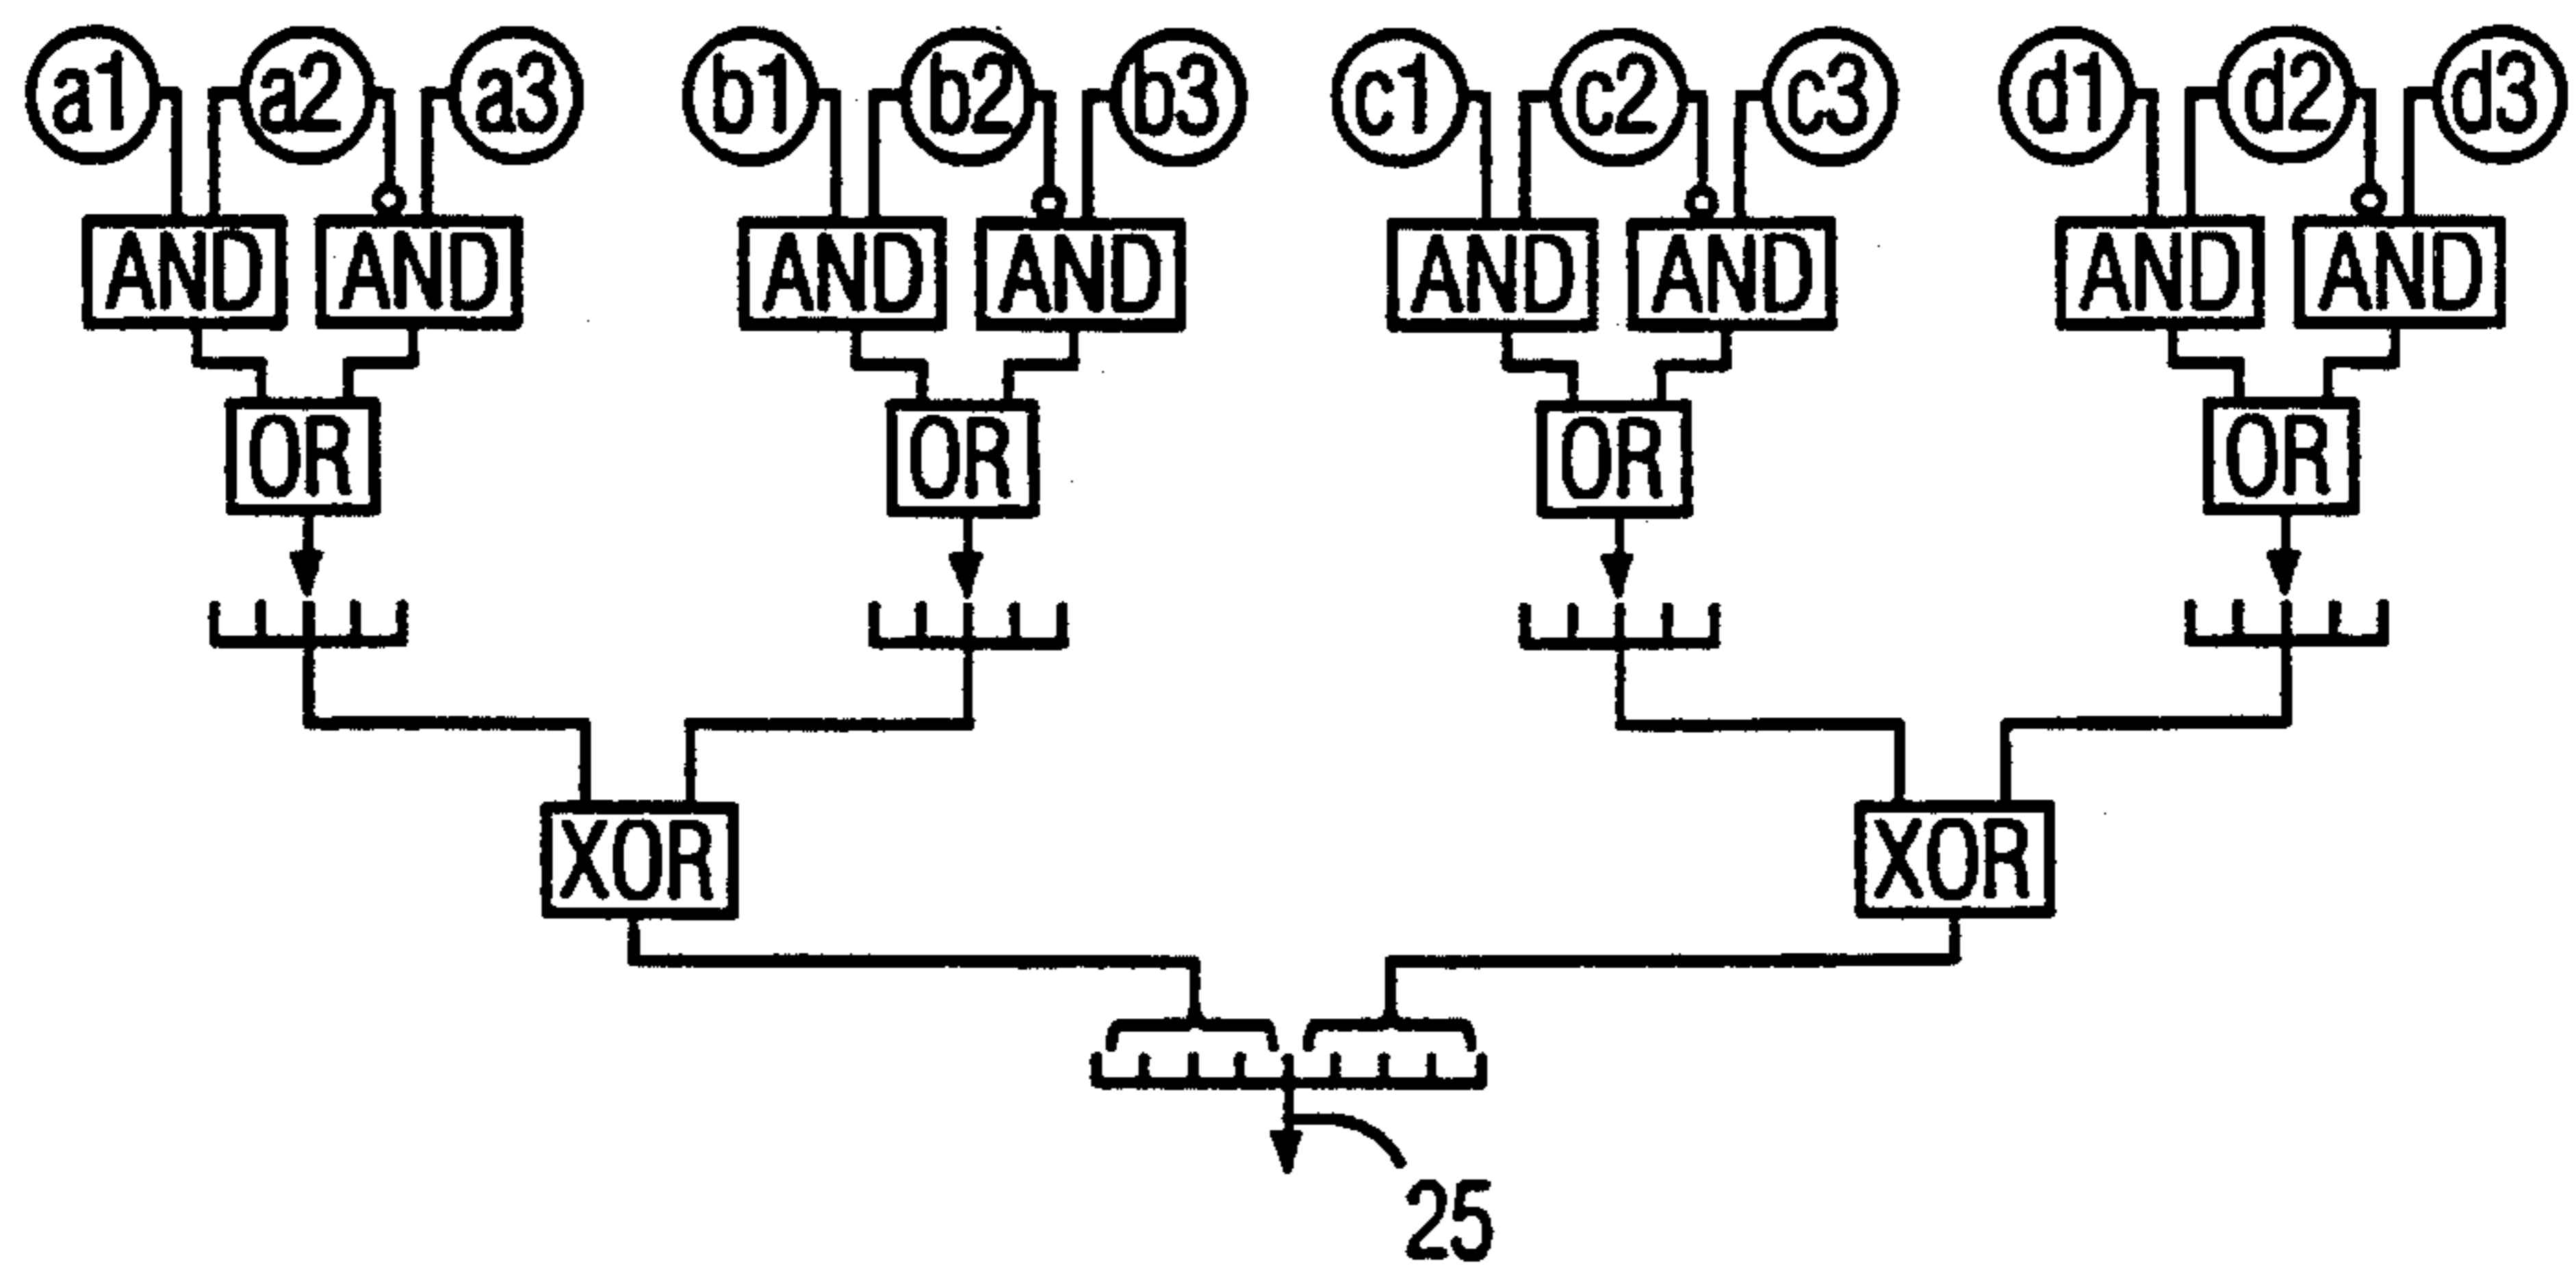 a1 a2 a3 b1 b2 b3 c1 c2 c3 d1 d2 d3
AND AND AND AND AND AND AND AND
OR OR OR OR
XOR XOR
25